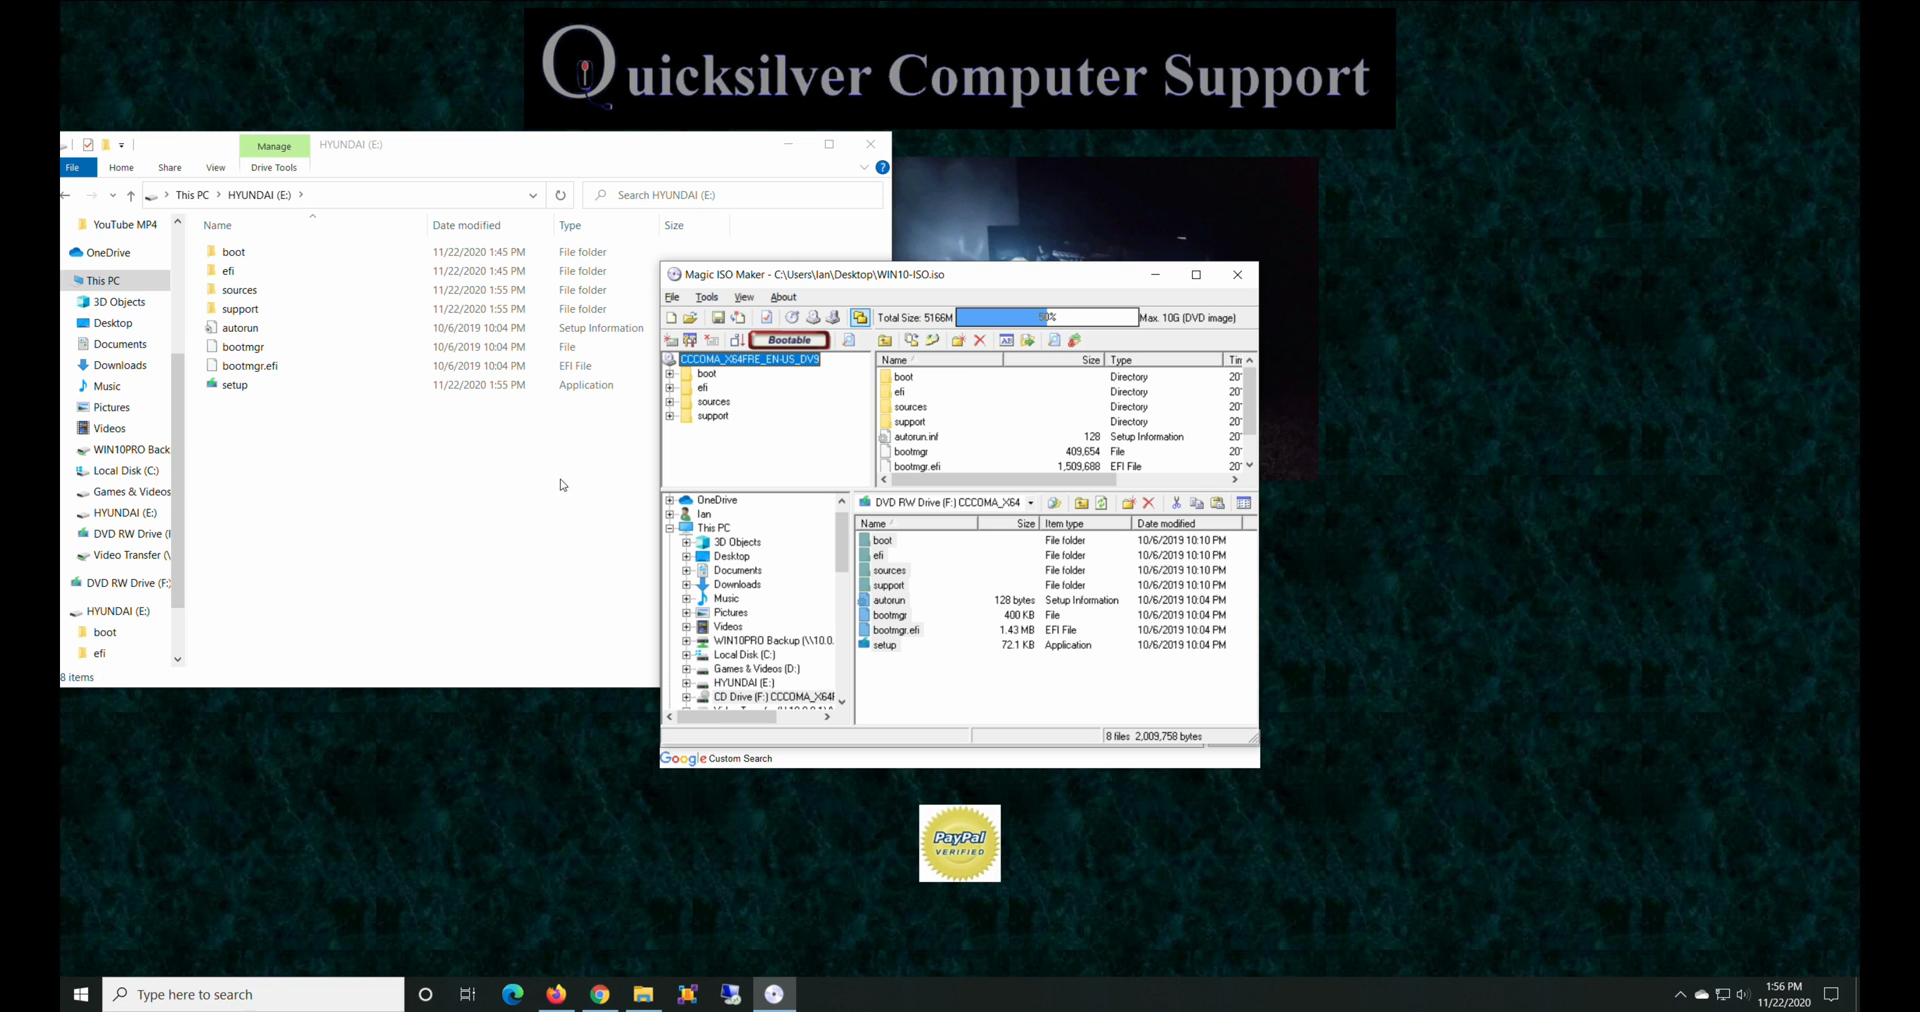 Quicksilver Computer Support
Manage
HYUNDAI (E:)
File
Home
Share
View
Drive Tools
This PC > HYUNDAI (E:) >
Search HYUNDAI (E:)
Name
Date modified
Type
Size
YouTube MP4
OneDrive
This PC
3D Objects
Desktop
Documents
Downloads
Music
Pictures
Videos
WIN10PRO Back
Local Disk (C:)
Games & Videos
HYUNDAI (E:)
DVD RW Drive (
Video Transfer (\
DVD RW Drive (F:)
HYUNDAI (E:)
boot
efi
8 items
boot 11/22/2020 1:45 PM File folder
efi 11/22/2020 1:45 PM File folder
sources 11/22/2020 1:55 PM File folder
support 11/22/2020 1:55 PM File folder
autorun 10/6/2019 10:04 PM Setup Information
bootmgr 10/6/2019 10:04 PM File
bootmgr.efi 10/6/2019 10:04 PM EFI File
setup 11/22/2020 1:55 PM Application
Magic ISO Maker - C:\Users\Ian\Desktop\WIN10-ISO.iso
File Tools View About
Total Size: 5166M
50%
Max. 10G (DVD image)
Bootable
CCCOMA_X64FRE_EN-US_DV9
boot
efi
sources
support
Name Size Type
boot Directory 20
efi Directory 20
sources Directory 20
support Directory 20
autorun.inf 128 Setup Information 20
bootmgr 409,654 File 20
bootmgr.efi 1,509,688 EFI File 20
OneDrive
Ian
This PC
3D Objects
Desktop
Documents
Downloads
Music
Pictures
Videos
WIN10PRO Backup (\\10.0.
Local Disk (C:)
Games & Videos (D:)
HYUNDAI (E:)
CD Drive (F:) CCCOMA_X64F
DVD RW Drive (F:) CCCOMA_X64
Name Size Item type Date modified
boot File folder 10/6/2019 10:10 PM
efi File folder 10/6/2019 10:10 PM
sources File folder 10/6/2019 10:10 PM
support File folder 10/6/2019 10:10 PM
autorun 128 bytes Setup Information 10/6/2019 10:04 PM
bootmgr 400 KB File 10/6/2019 10:04 PM
bootmgr.efi 1.43 MB EFI File 10/6/2019 10:04 PM
setup 72.1 KB Application 10/6/2019 10:04 PM
8 files 2,009,758 bytes
Google Custom Search
PayPal
VERIFIED
Type here to search
1:56 PM
11/22/2020